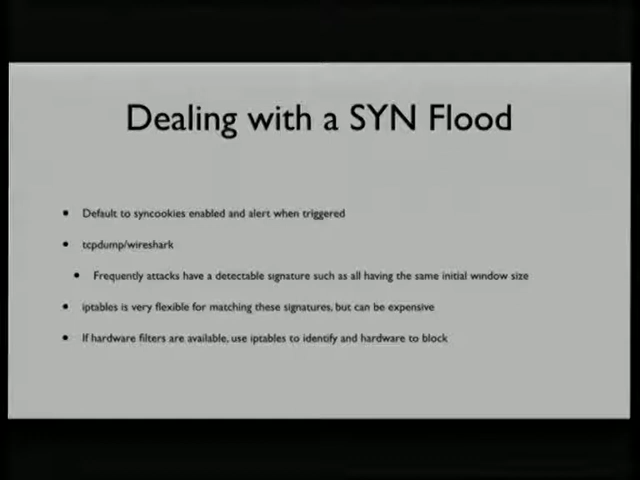 Dealing with a SYN Flood
• Default to syncookies enabled and alert when triggered
• tcpdump/wireshark
• Frequently attacks have a detectable signature such as all having the same initial window size
• iptables is very flexible for matching these signatures, but can be expensive
• If hardware filters are available, use iptables to identify and hardware to block